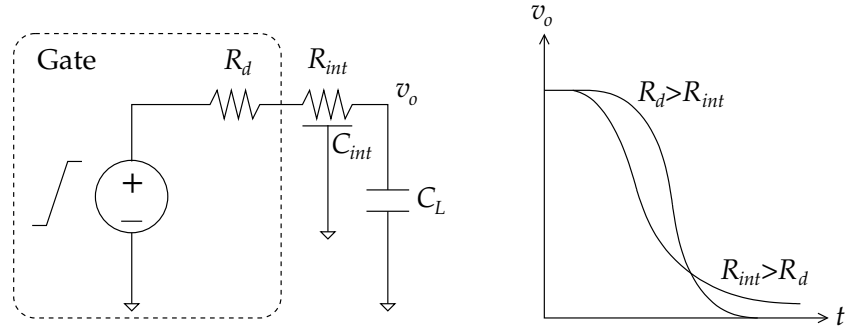 Gate
R_d
R_int
v_o
C_int
+
−
C_L
v_o
R_d>R_int
R_int>R_d
t